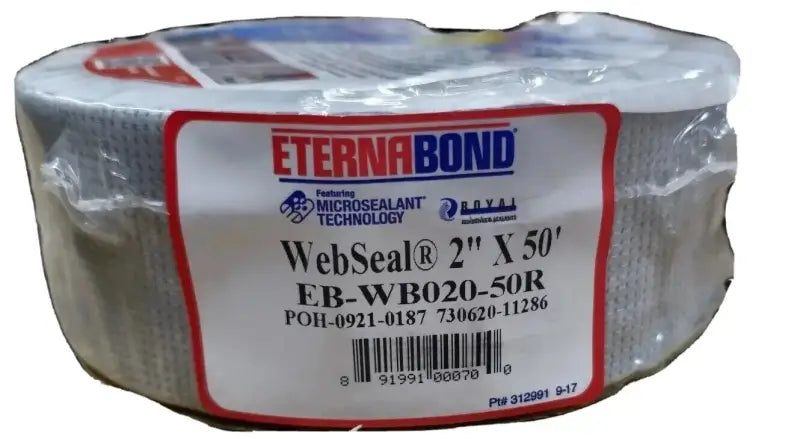 ETERNABOND®
Featuring
MICROSEALANT®
TECHNOLOGY
ROYAL
WebSeal® 2" X 50'
EB-WB020-50R
POH-0921-0187 730620-11286
8 91991 00070 0
Pt# 312991 9-17